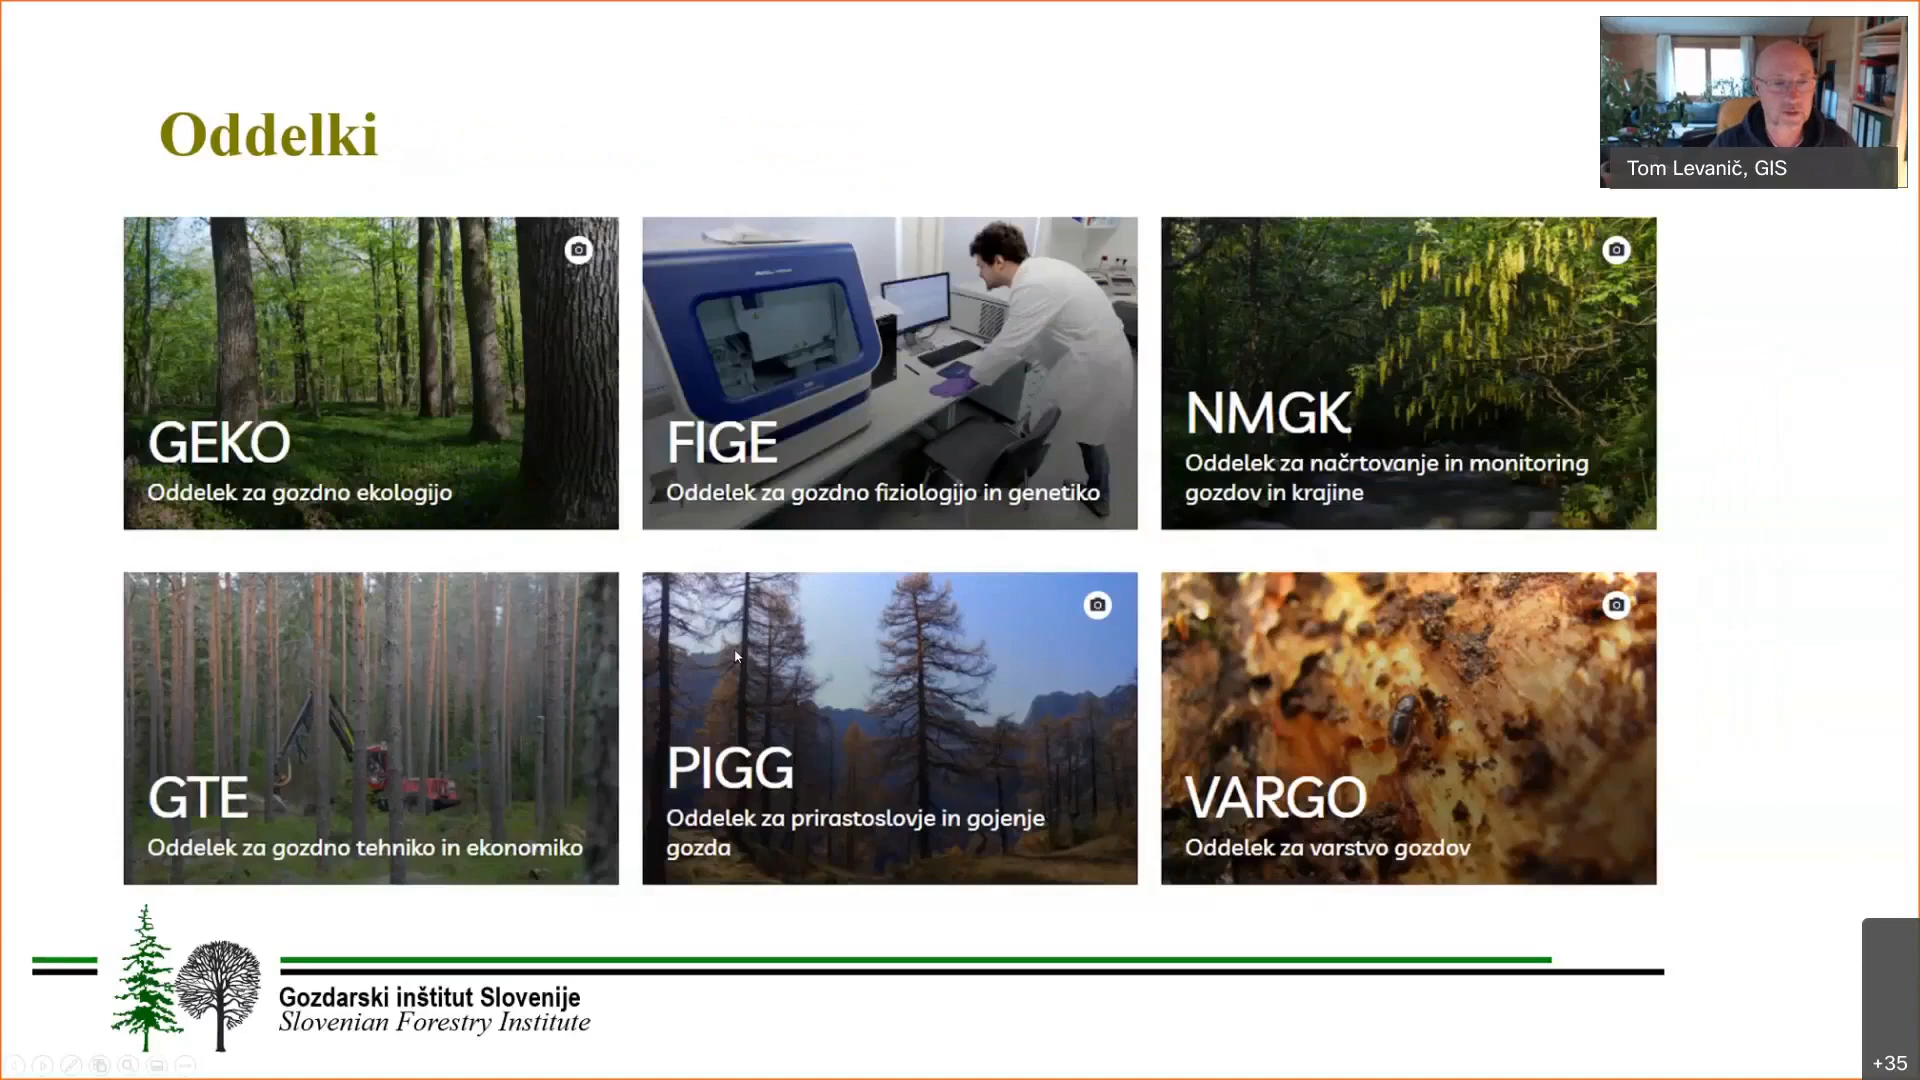 Oddelki
Tom Levanič, GIS
GEKO
Oddelek za gozdno ekologijo
FIGE
Oddelek za gozdno fiziologijo in genetiko
NMGK
Oddelek za načrtovanje in monitoring
gozdov in krajine
GTE
Oddelek za gozdno tehniko in ekonomiko
PIGG
Oddelek za prirastoslovje in gojenje
gozda
VARGO
Oddelek za varstvo gozdov
Gozdarski inštitut Slovenije
Slovenian Forestry Institute
+35